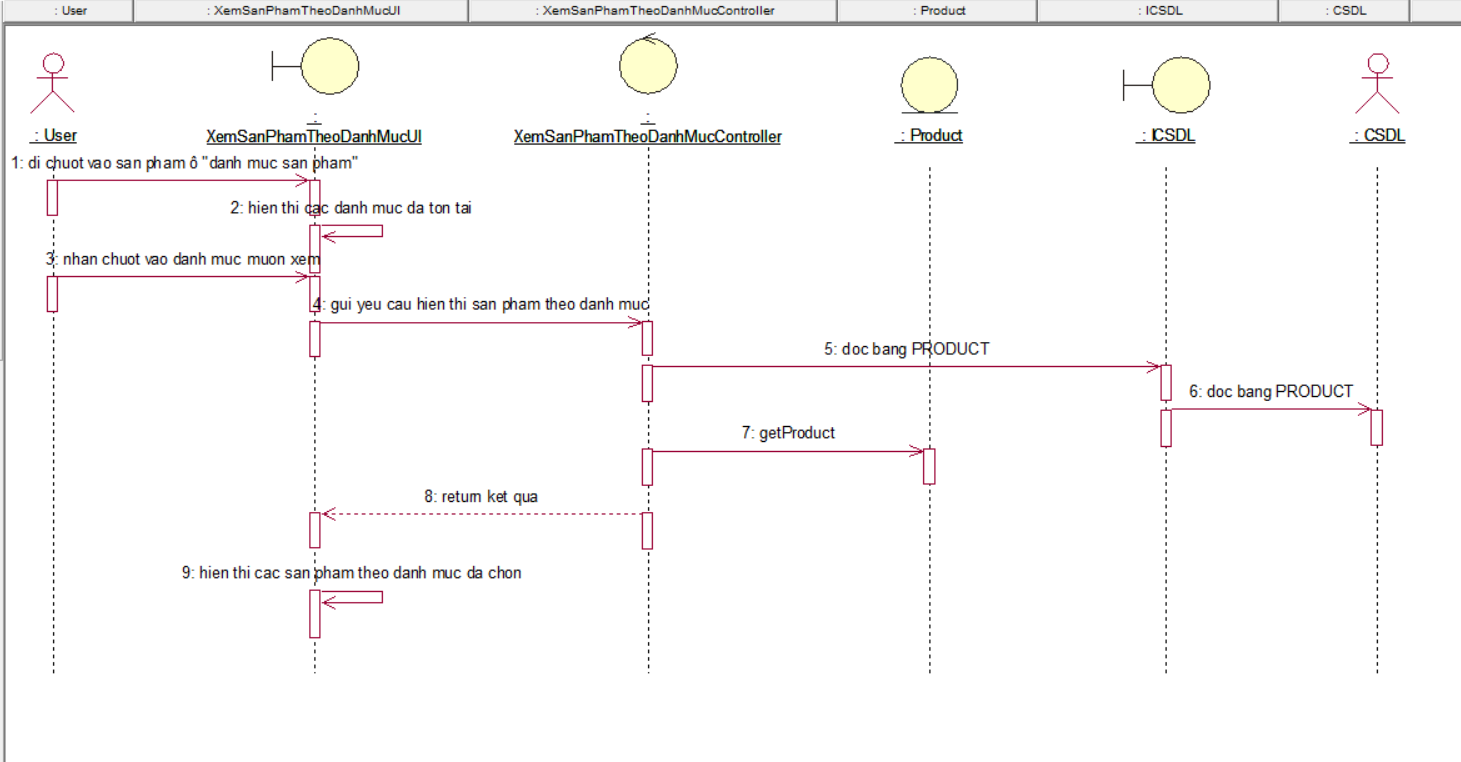 : User
: XemSanPhamTheoDanhMucUI
: XemSanPhamTheoDanhMucController
: Product
: ICSDL
: CSDL
: User
:
XemSanPhamTheoDanhMucUI
:
XemSanPhamTheoDanhMucController
: Product
: ICSDL
: CSDL
1: di chuot vao san pham ô "danh muc san pham"
2: hien thi cac danh muc da ton tai
3: nhan chuot vao danh muc muon xem
4: gui yeu cau hien thi san pham theo danh muc
5: doc bang PRODUCT
6: doc bang PRODUCT
7: getProduct
8: return ket qua
9: hien thi cac san pham theo danh muc da chon